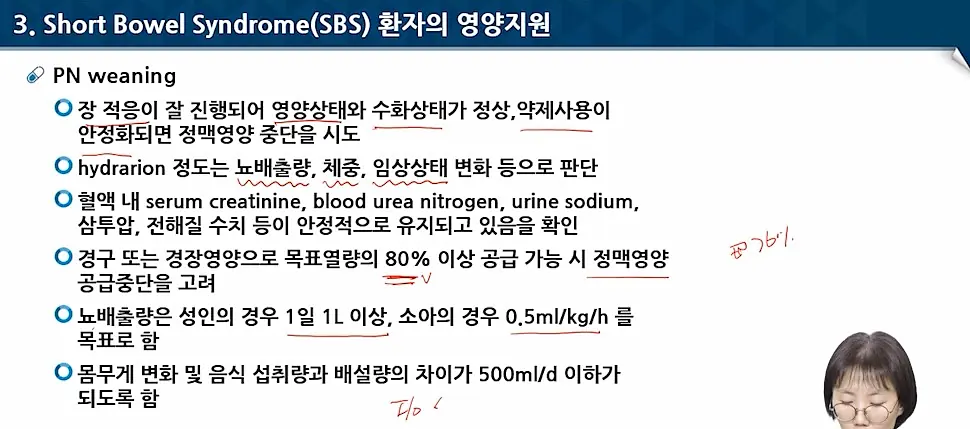 3. Short Bowel Syndrome(SBS) 환자의 영양지원
PN weaning
장 적응이 잘 진행되어 영양상태와 수화상태가 정상,약제사용이
안정화되면 정맥영양 중단을 시도
hydrarion 정도는 뇨배출량, 체중, 임상상태 변화 등으로 판단
혈액 내 serum creatinine, blood urea nitrogen, urine sodium,
삼투압, 전해질 수치 등이 안정적으로 유지되고 있음을 확인
경구 또는 경장영양으로 목표열량의 80% 이상 공급 가능 시 정맥영양
공급중단을 고려
뇨배출량은 성인의 경우 1일 1L 이상, 소아의 경우 0.5ml/kg/h 를
목표로 함
몸무게 변화 및 음식 섭취량과 배설량의 차이가 500ml/d 이하가
되도록 함
I/O